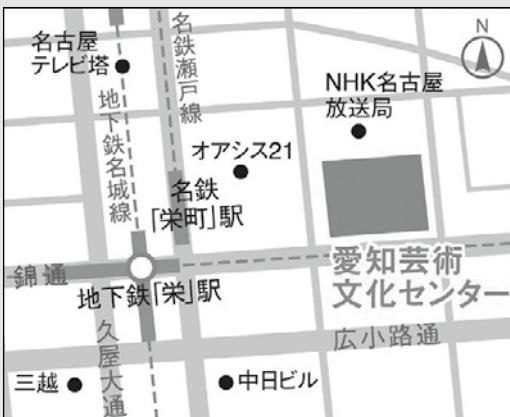 名古屋
テレビ塔
名鉄瀬戸線
N
NHK名古屋
放送局
地下鉄名城線
オアシス21
名鉄
「栄町」駅
愛知芸術
文化センター
錦通
地下鉄「栄」駅
久屋大通
広小路通
三越
中日ビル